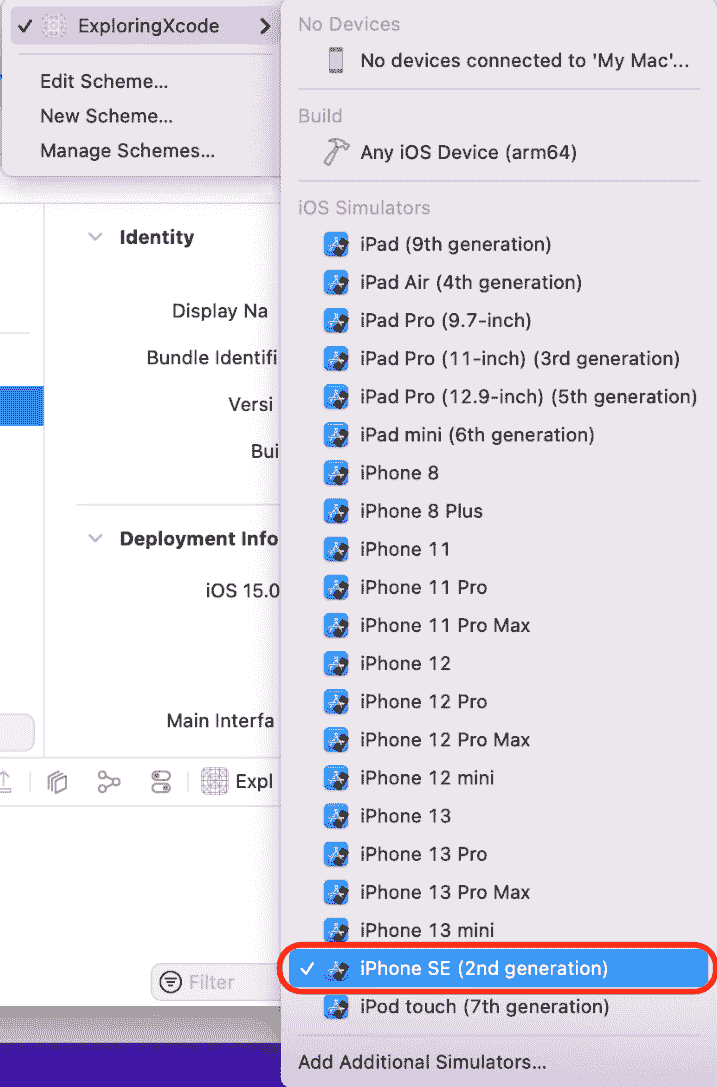 ExploringXcode
Edit Scheme...
New Scheme...
Manage Schemes...
No Devices
No devices connected to 'My Mac'...
Build
Any iOS Device (arm64)
iOS Simulators
iPad (9th generation)
iPad Air (4th generation)
iPad Pro (9.7-inch)
iPad Pro (11-inch) (3rd generation)
iPad Pro (12.9-inch) (5th generation)
iPad mini (6th generation)
iPhone 8
iPhone 8 Plus
iPhone 11
iPhone 11 Pro
iPhone 11 Pro Max
iPhone 12
iPhone 12 Pro
iPhone 12 Pro Max
iPhone 12 mini
iPhone 13
iPhone 13 Pro
iPhone 13 Pro Max
iPhone 13 mini
iPhone SE (2nd generation)
iPod touch (7th generation)
Add Additional Simulators...
Identity
Display Na
Bundle Identifi
Versi
Bui
Deployment Info
iOS 15.0
Main Interfa
Expl
Filter